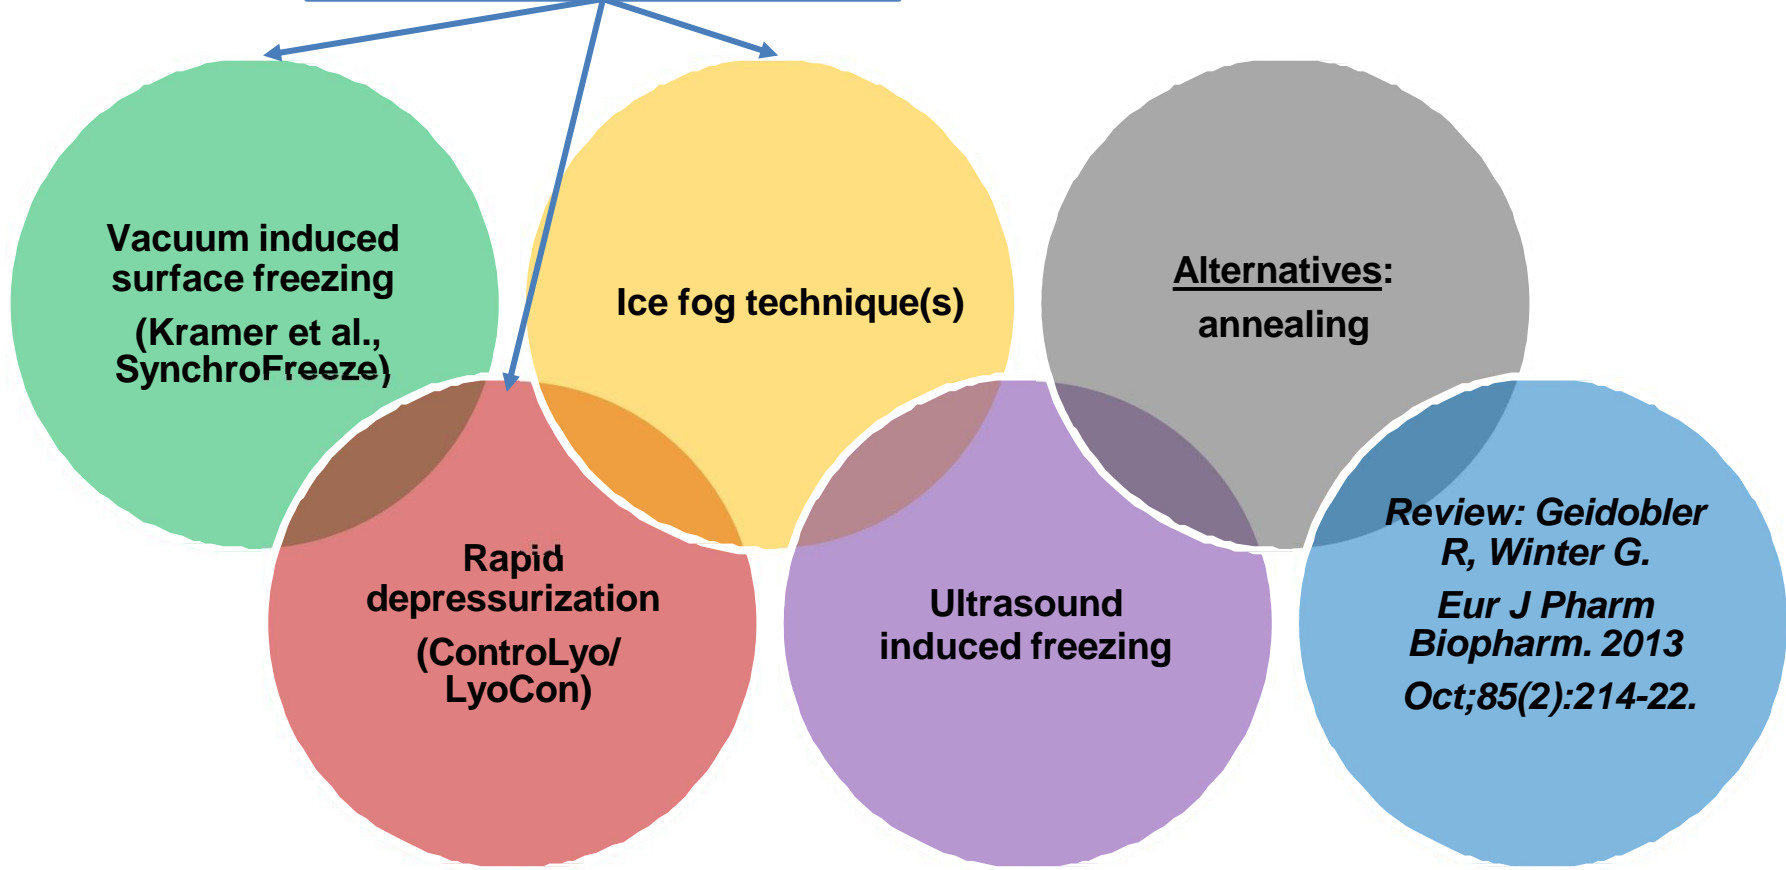 Vacuum induced
surface freezing
(Kramer et al.,
SynchroFreeze)
Ice fog technique(s)
Alternatives:
annealing
Rapid
depressurization
(ControLyo/
LyoCon)
Ultrasound
induced freezing
Review: Geidobler
R, Winter G.
Eur J Pharm
Biopharm. 2013
Oct;85(2):214-22.